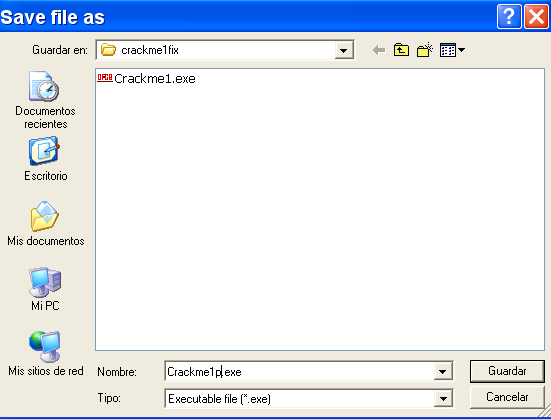 Save file as
Guardar en: crackme1fix
Crackme1.exe
Documentos
recientes
Escritorio
Mis documentos
Mi PC
Mis sitios de red
Nombre: Crackme1p.exe
Guardar
Tipo: Executable file (*.exe)
Cancelar